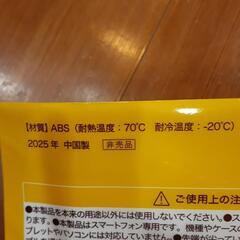 【材質】ABS（耐熱温度：70℃ 耐冷温度：-20℃）
2025年 中国製 非売品
⚠ご使用上の
●本製品を本来の用途以外には使用しないでください
●本製品はスマートフォン専用です。機種やケース
ブレットやパソコンには対応していません。